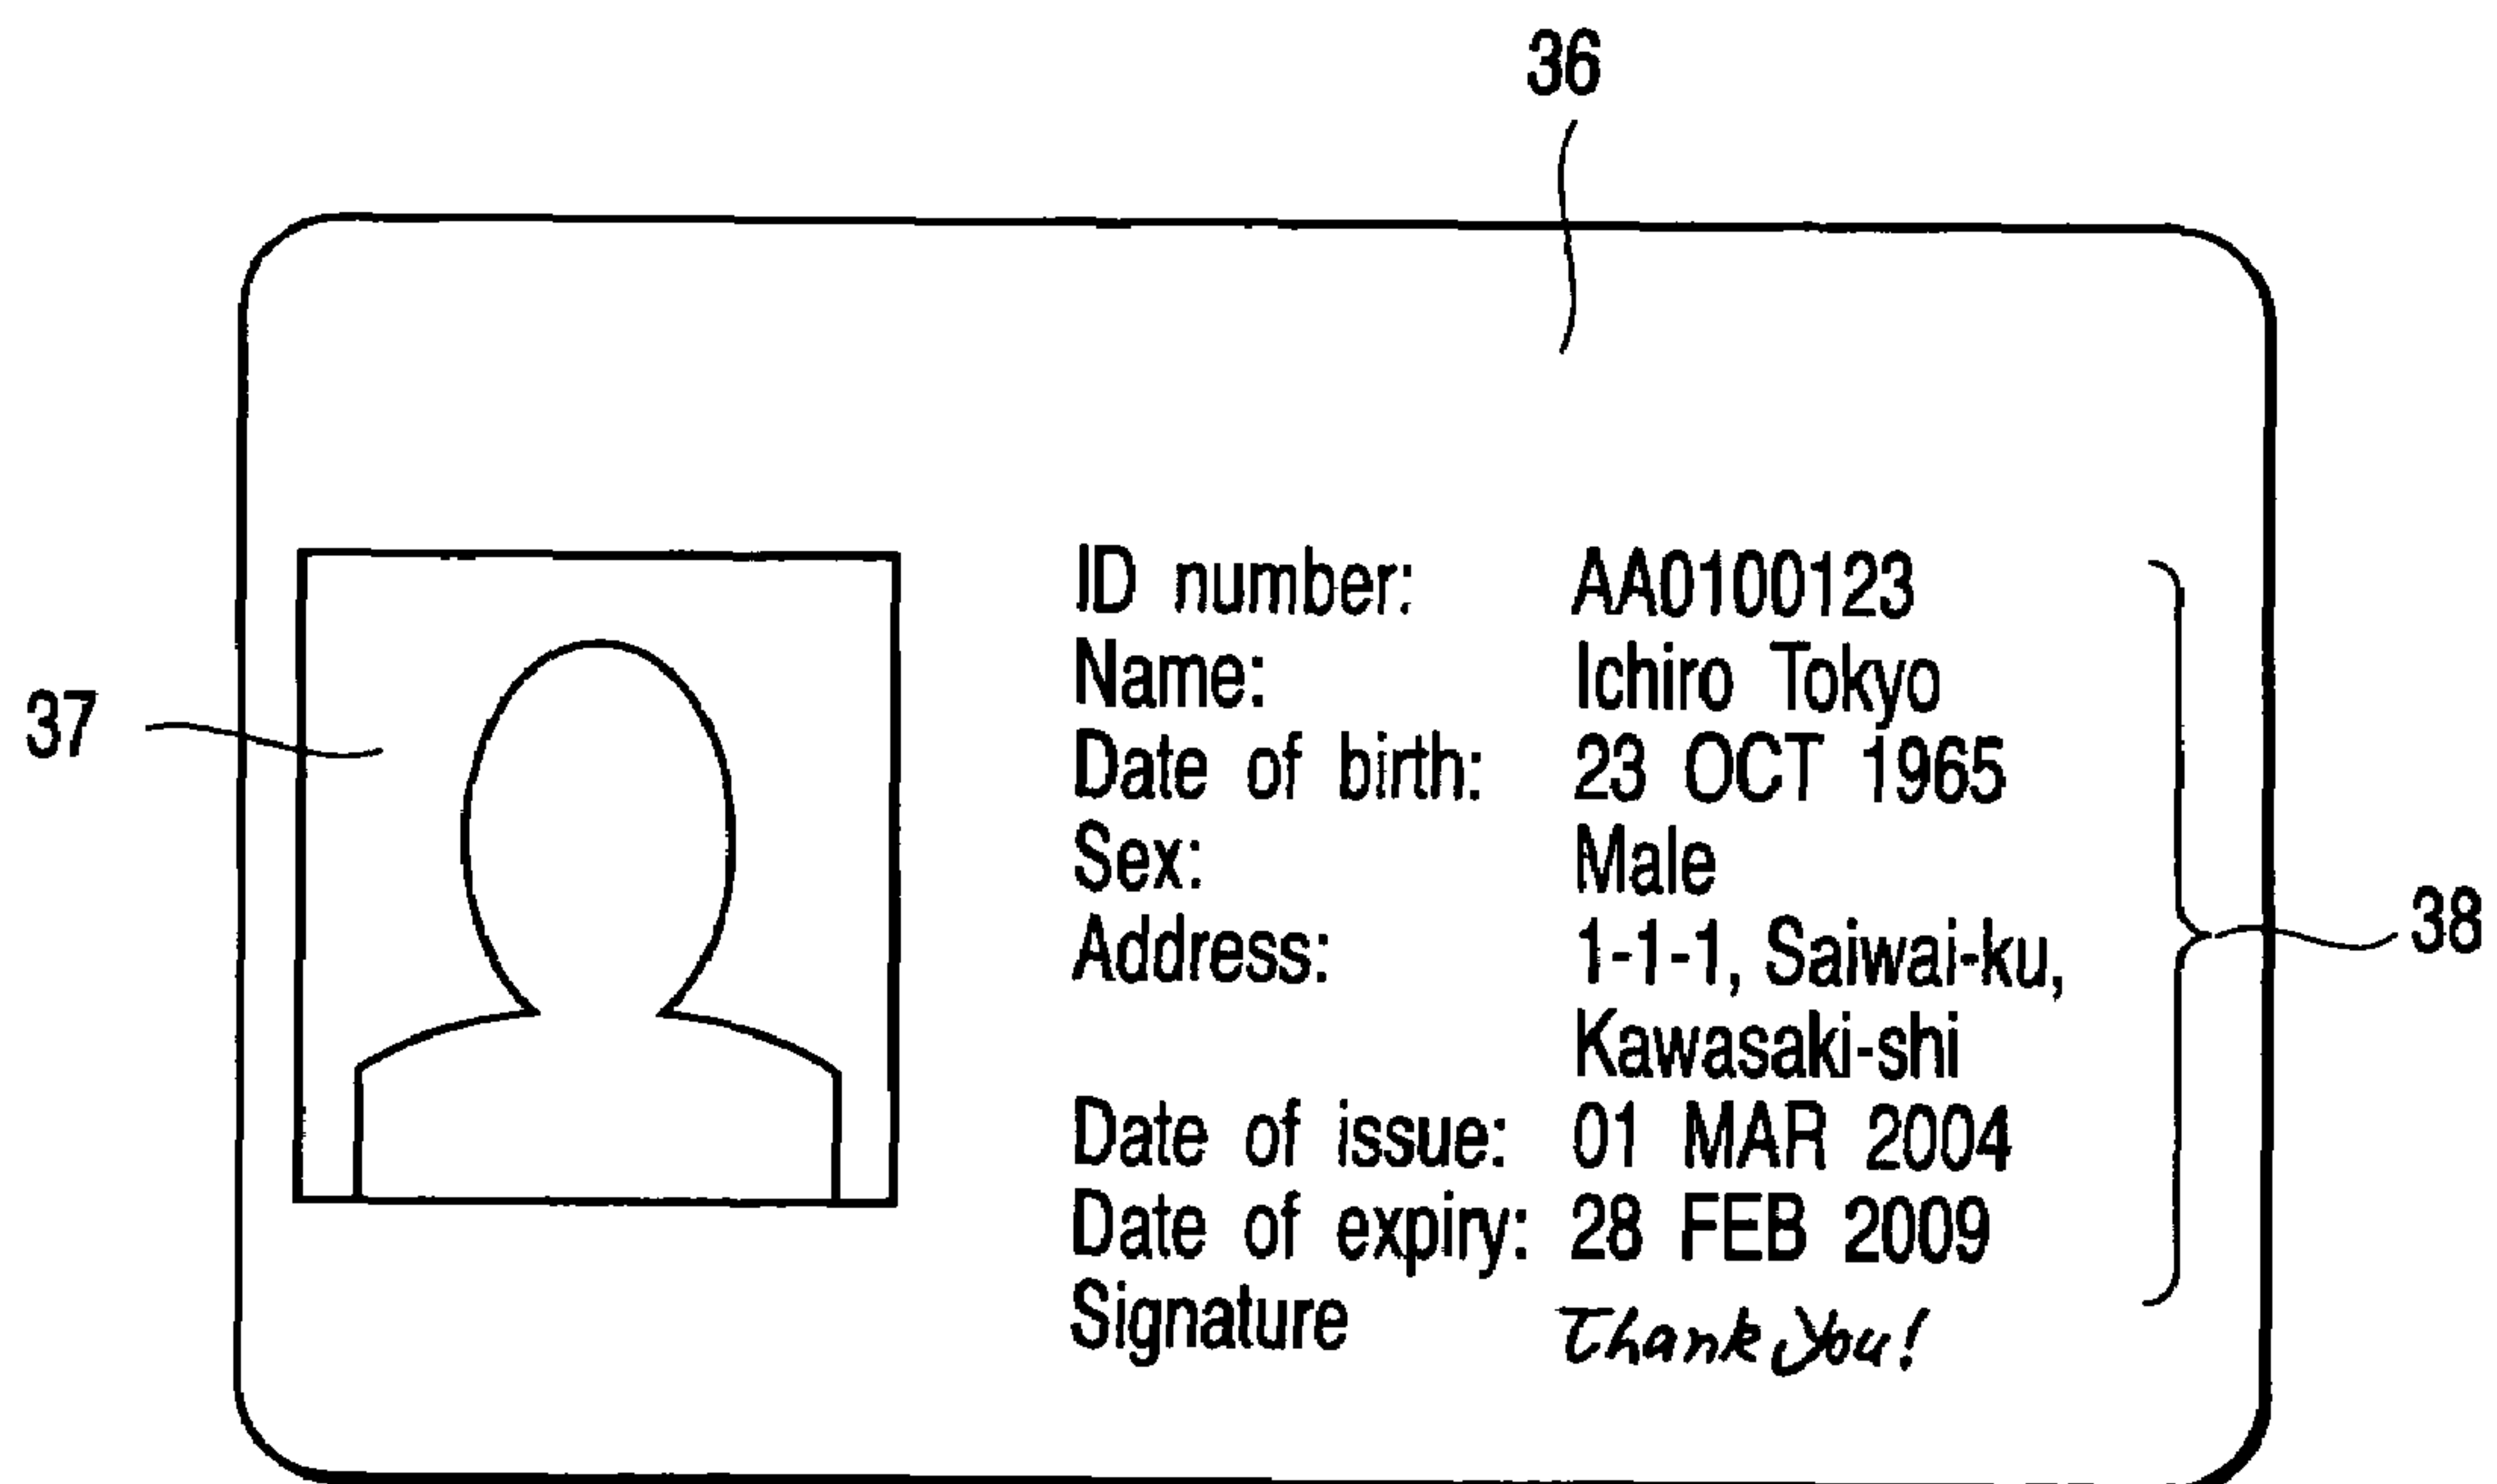 36
37
ID number: AA0100123
Name: Ichiro Tokyo
Date of birth: 23 OCT 1965
Sex: Male
Address: 1-1-1, Saiwai-ku,
Kawasaki-shi
Date of issue: 01 MAR 2004
Date of expiry: 28 FEB 2009
Signature Thank You!
38